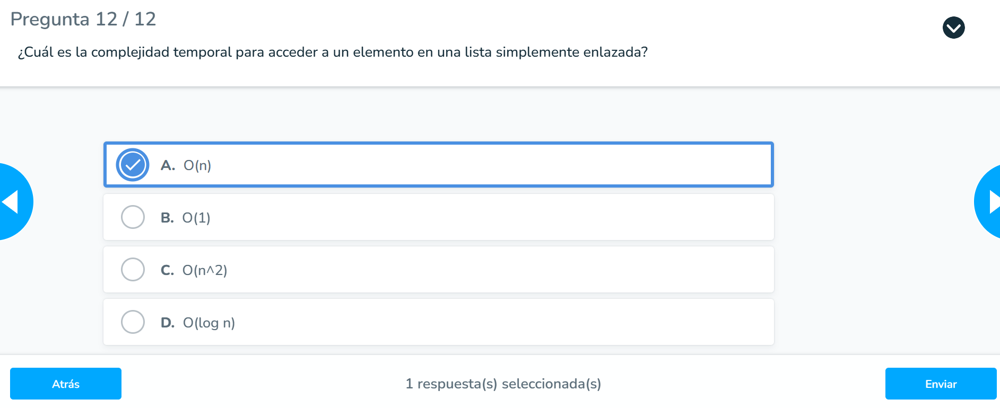 Pregunta 12 / 12
¿Cuál es la complejidad temporal para acceder a un elemento en una lista simplemente enlazada?
A. O(n)
B. O(1)
C. O(n^2)
D. O(log n)
Atrás
1 respuesta(s) seleccionada(s)
Enviar